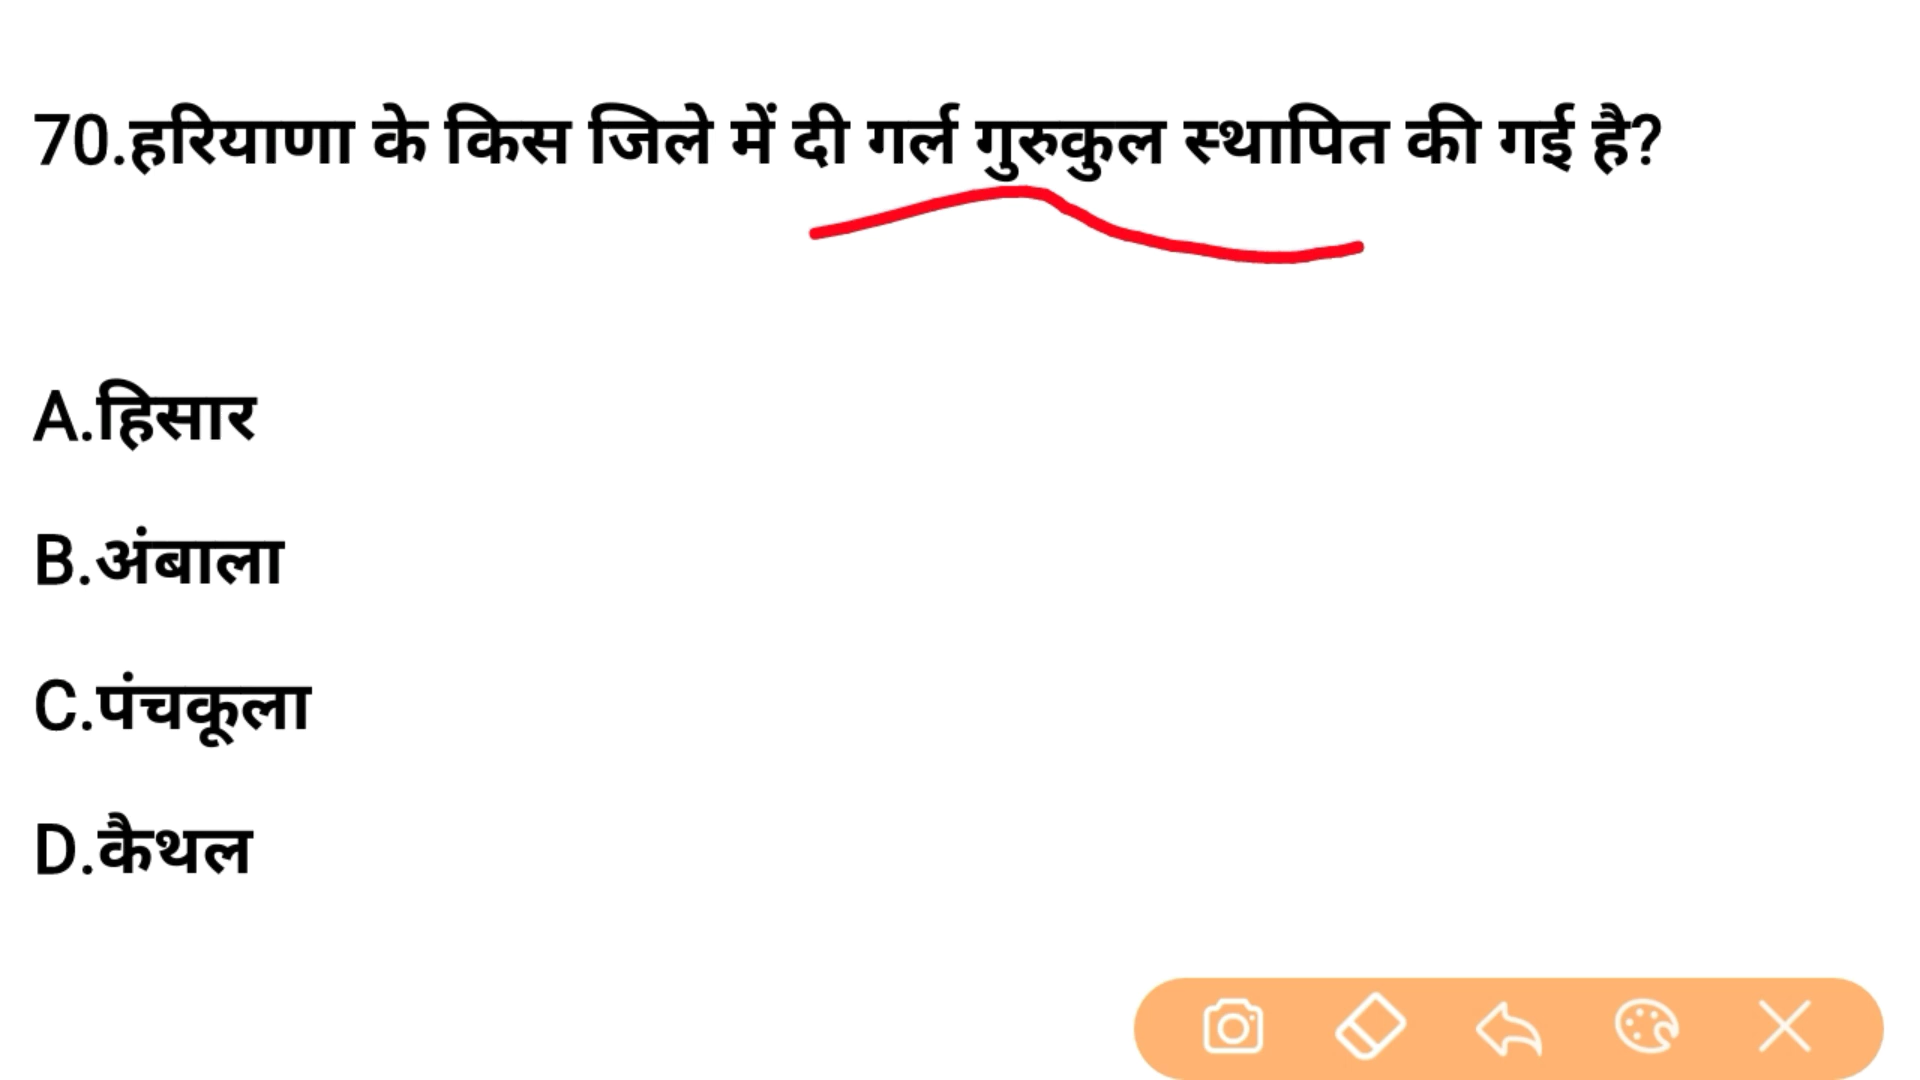 70.हरियाणा के किस जिले में दी गर्ल गुरुकुल स्थापित की गई है?
A.हिसार
B.अंबाला
C.पंचकूला
D.कैथल